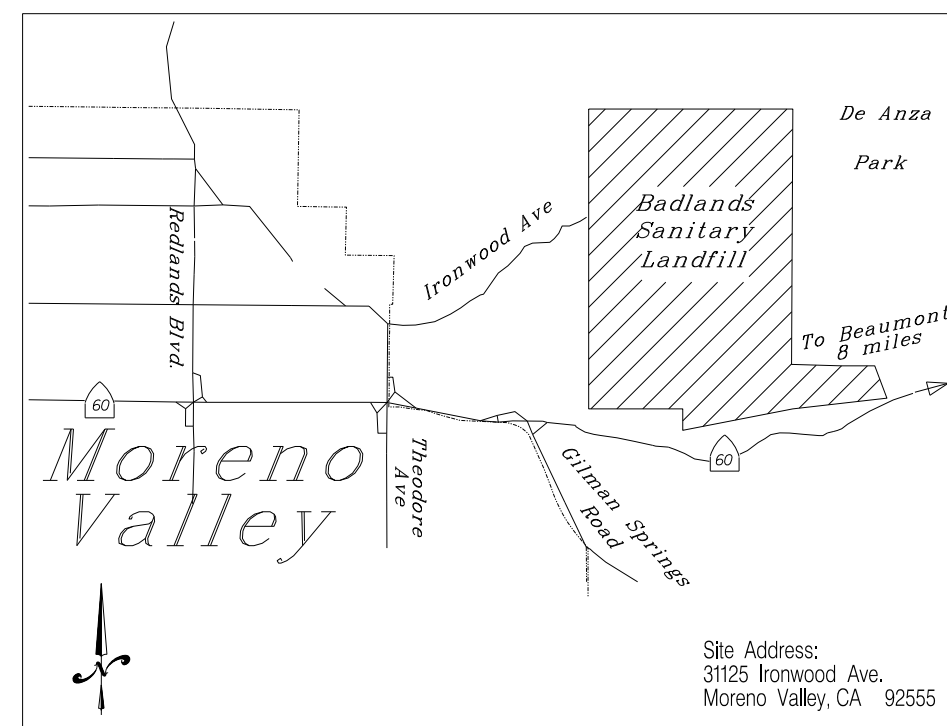 De Anza
Park
Badlands
Sanitary
Landfill
Ironwood Ave
Redlands Blvd.
To Beaumont
8 miles
60
Moreno
Valley
Theodore
Ave
Gilman Springs
Road
60
Site Address:
31125 Ironwood Ave.
Moreno Valley, CA 92555